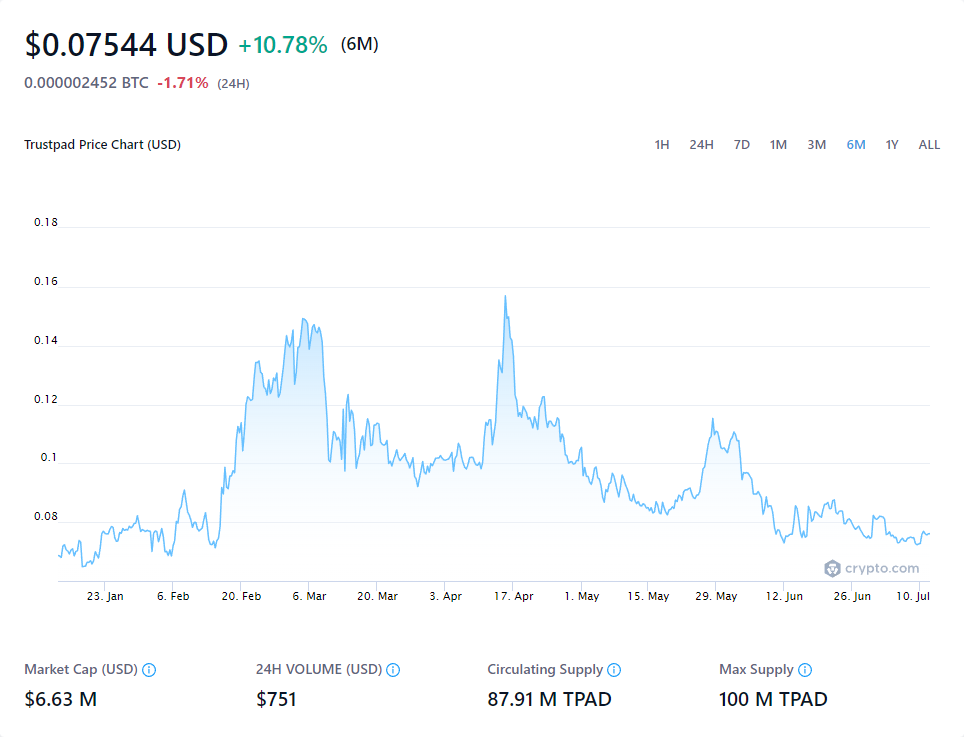 $0.07544 USD +10.78% (6M)
0.000002452 BTC -1.71% (24H)
Trustpad Price Chart (USD) 1H 24H 7D 1M 3M 6M 1Y ALL
0.18
0.16
0.14
0.12
0.1
0.08
crypto.com
23. Jan 6. Feb 20. Feb 6. Mar 20. Mar 3. Apr 17. Apr 1. May 15. May 29. May 12. Jun 26. Jun 10. Jul
Market Cap (USD) 24H VOLUME (USD) Circulating Supply Max Supply
$6.63 M $751 87.91 M TPAD 100 M TPAD